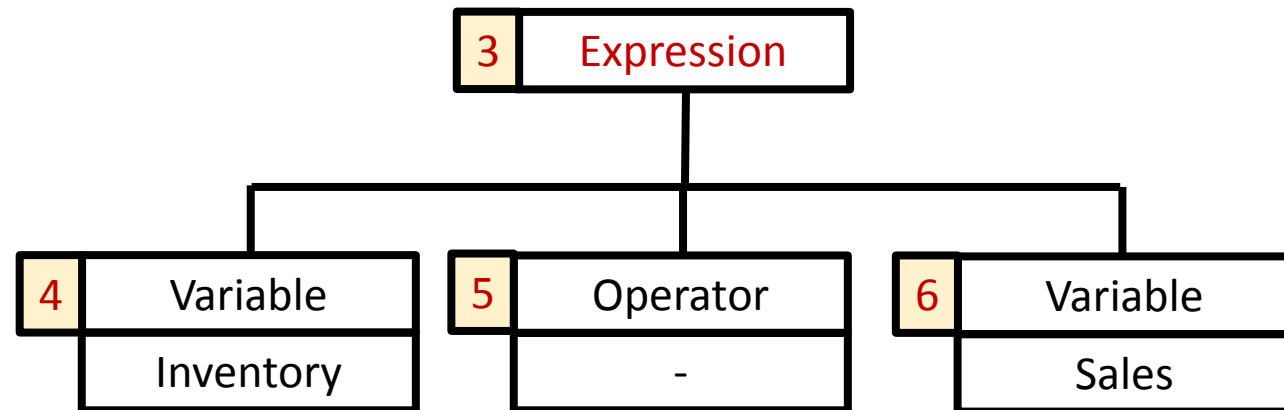 3 Expression
4 Variable
Inventory
5 Operator
-
6 Variable
Sales